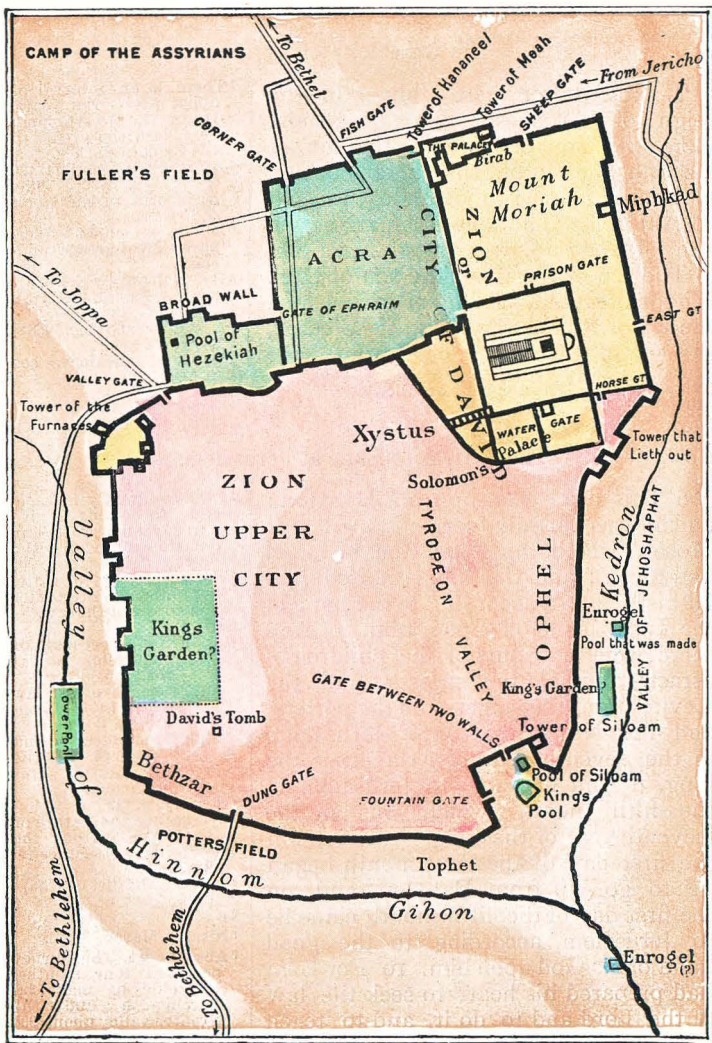 CAMP OF THE ASSYRIANS
To Bethel
From Jericho
Tower of Hananeel
Tower of Meah
SHEEP GATE
FISH GATE
CORNER GATE
THE PALACE
Birab
FULLER'S FIELD
Mount
Moriah
Miphkad
ACRA
CITY
OF DAVID
or
ZION
PRISON GATE
To Joppa
BROAD WALL
GATE OF EPHRAIM
EAST GT
Pool of
Hezekiah
VALLEY GATE
HORSE GT
Tower of the
Furnaces
Xystus
WATER
GATE
Palace
Solomon's
Tower that
Lieth out
ZION
UPPER
CITY
TYROPÆON VALLEY
OPHEL
Kedron
VALLEY OF JEHOSHAPHAT
Valley
of
Hinnom
Enrogel
Pool that was made
Kings
Garden?
King's Garden?
GATE BETWEEN TWO WALLS
David's Tomb
Tower of Siloam
Lower Pool
Bethzar
DUNG GATE
Pool of Siloam
King's
Pool
FOUNTAIN GATE
POTTERS FIELD
Tophet
Gihon
To Bethlehem
To Bethlehem
Enrogel
(?)